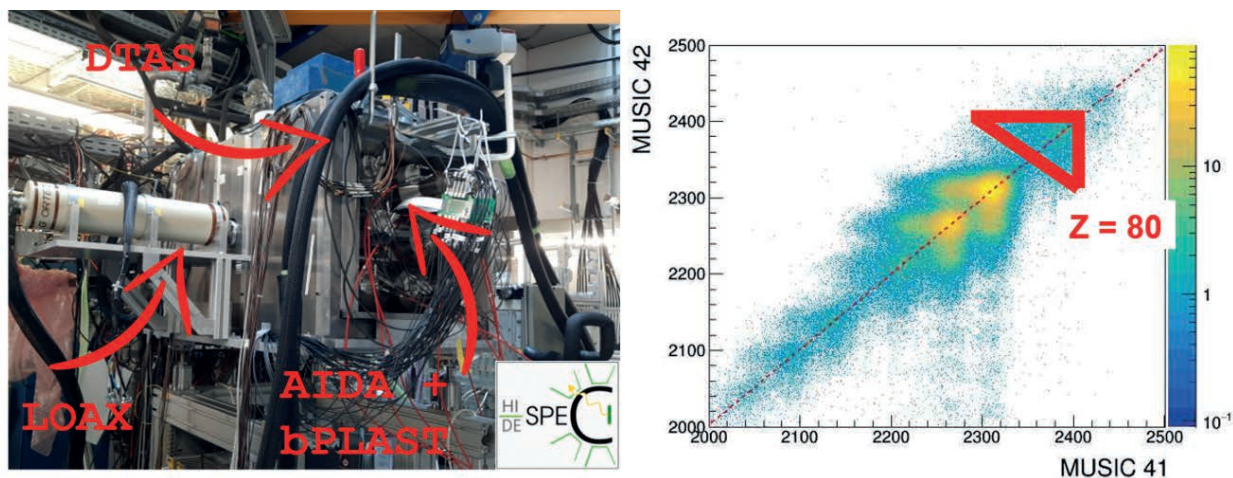 DTAS
LOAX
AIDA +
bPLAST
HI
DE
SPEC
MUSIC 42
2500
2400
2300
2200
2100
2000
2000
2100
2200
2300
2400
2500
MUSIC 41
Z = 80
10
1
10⁻¹